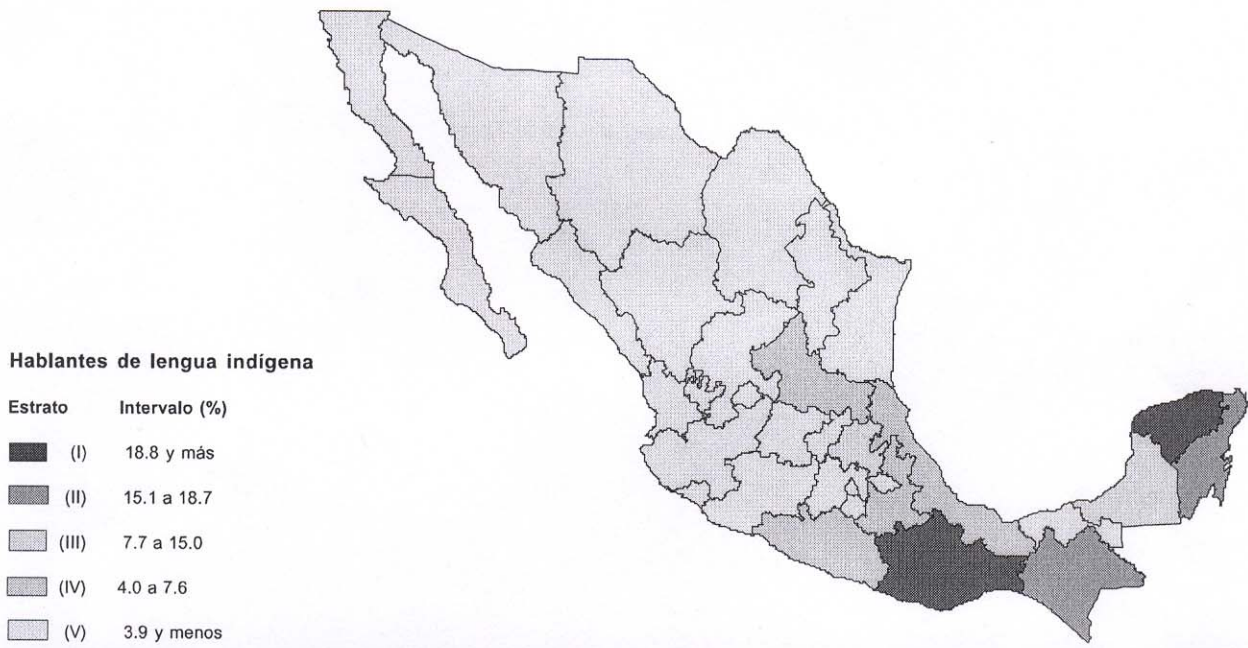 Hablantes de lengua indígena
Estrato Intervalo (%)
(I) 18.8 y más
(II) 15.1 a 18.7
(III) 7.7 a 15.0
(IV) 4.0 a 7.6
(V) 3.9 y menos